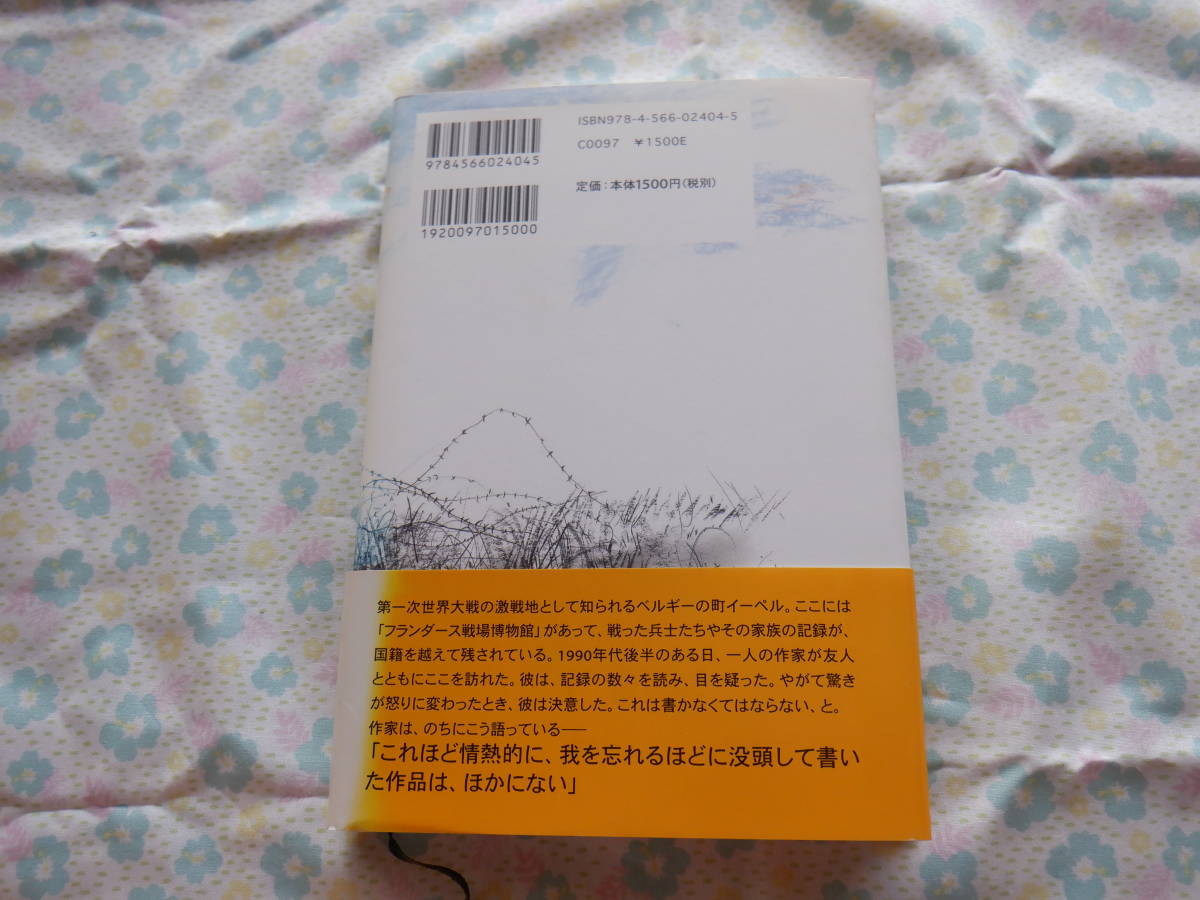 ISBN978-4-566-02404-5
C0097 ￥1500E
9784566024045
定価：本体1500円（税別）
1920097015000
第一次世界大戦の激戦地として知られるベルギーの町イーペル。ここには
「フランダース戦場博物館」があって、戦った兵士たちやその家族の記録が、
国籍を越えて残されている。1990年代後半のある日、一人の作家が友人
とともにここを訪れた。彼は、記録の数々を読み、目を疑った。やがて驚き
が怒りに変わったとき、彼は決意した。これは書かなくてはならない、と。
作家は、のちにこう語っている――
「これほど情熱的に、我を忘れるほどに没頭して書い
た作品は、ほかにない」